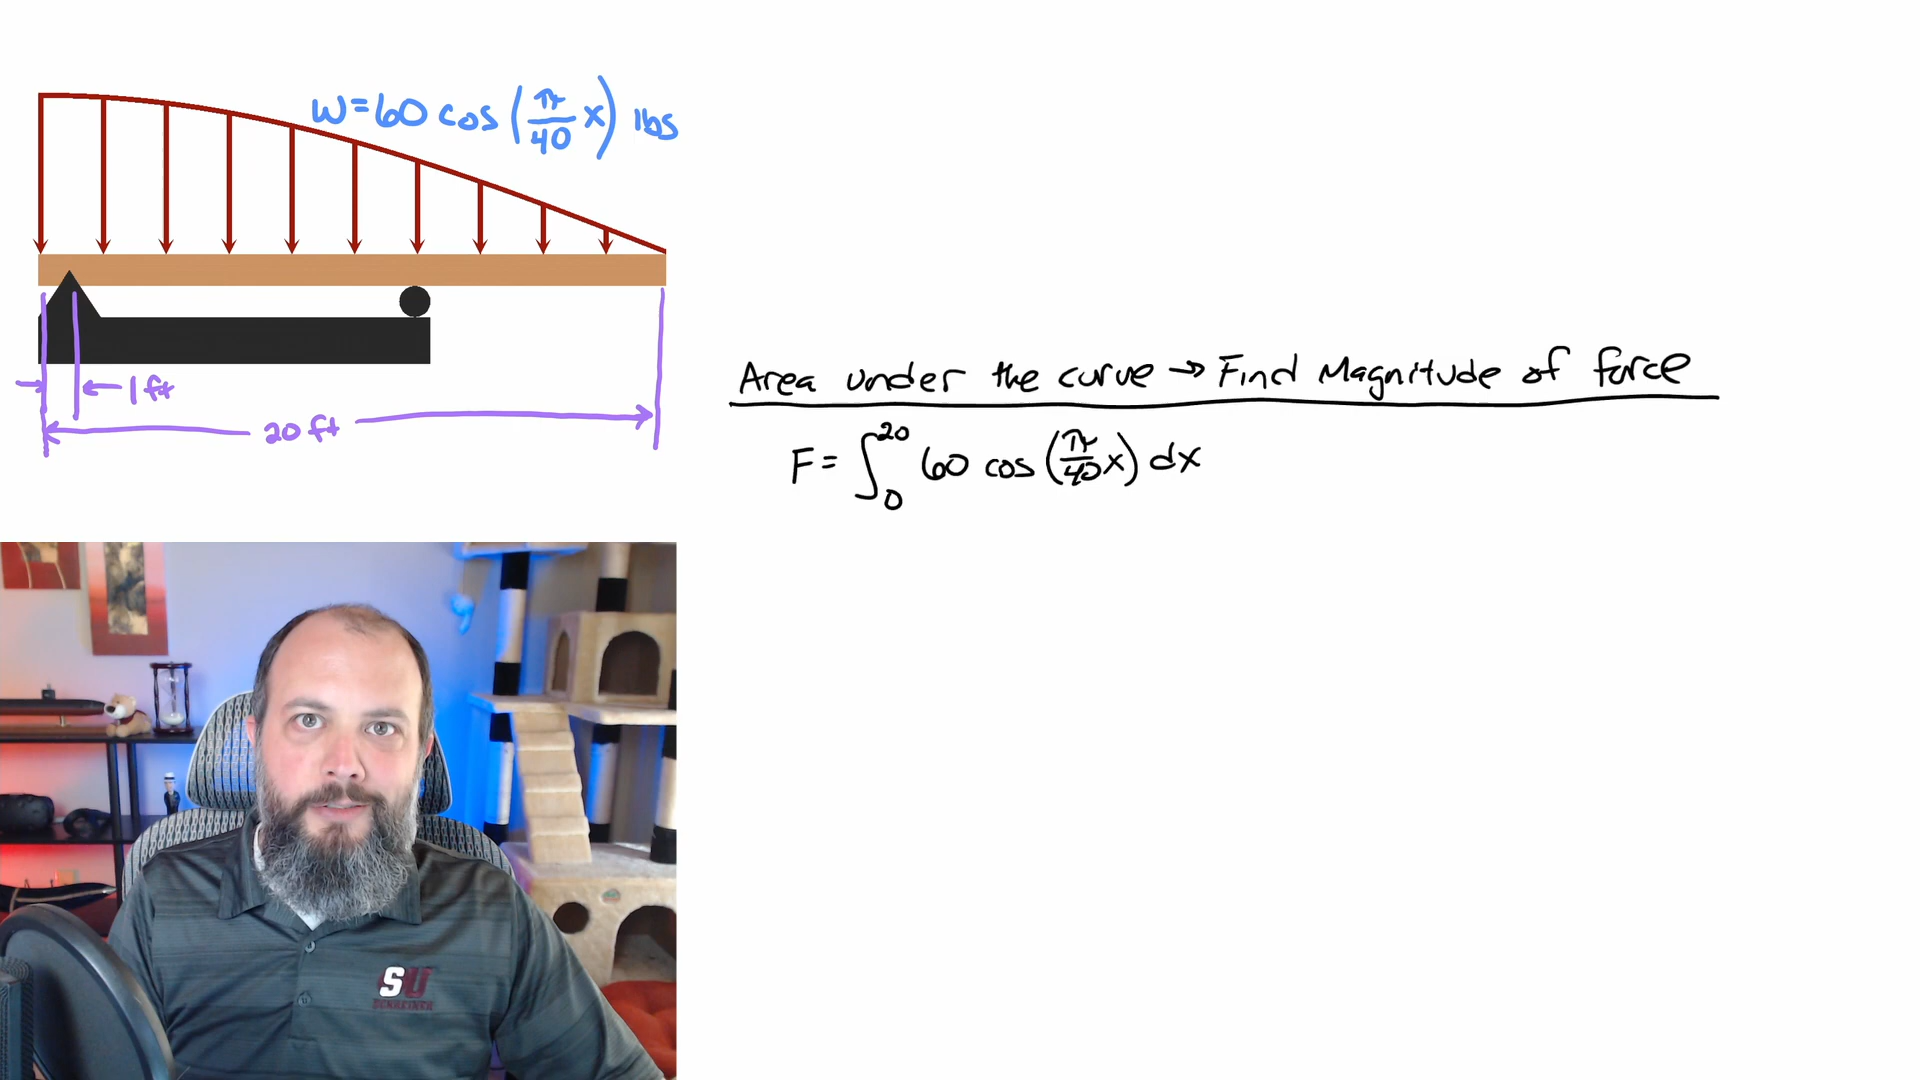 w=60 cos (π/40 x) lbs
1 ft
20 ft
Area under the curve → Find Magnitude of force
F = ∫₀²⁰ 60 cos (π/40 x) dx
SU
SCHREINER